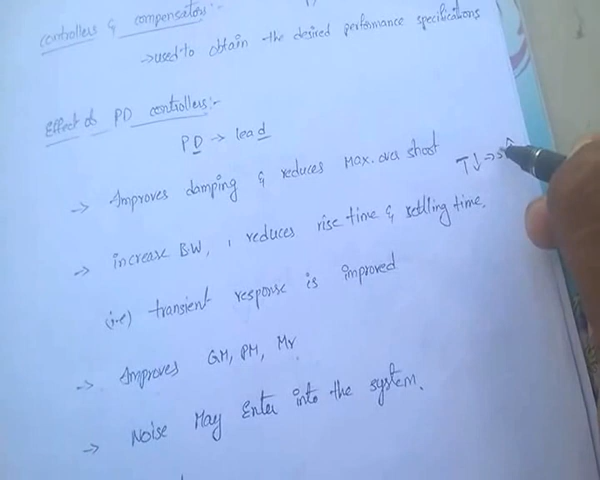 controllers & compensators:-
→used to obtain the desired performance specifications
Effect of PD controllers:-
PD → lead
→ Improves damping & reduces Max. over shoot
T↓ →
→ increase B.W, reduces rise time & settling time.
(i.e) transient response is improved
→ Improves GM, PM, Mr
→ Noise May Enter into the system.